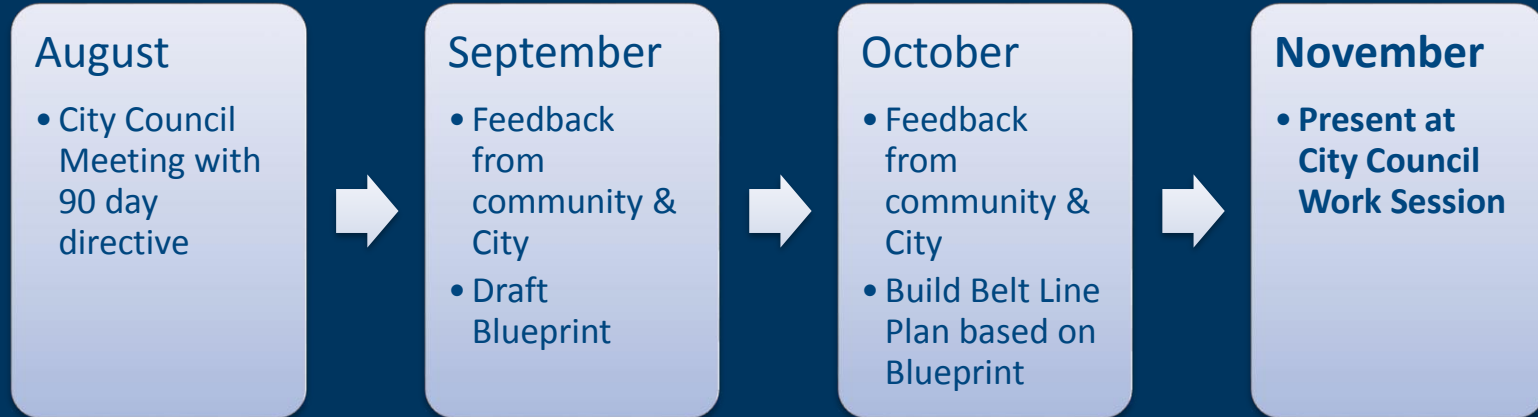 August
• City Council
Meeting with
90 day
directive
September
• Feedback
from
community &
City
• Draft
Blueprint
October
• Feedback
from
community &
City
• Build Belt Line
Plan based on
Blueprint
November
• Present at
City Council
Work Session